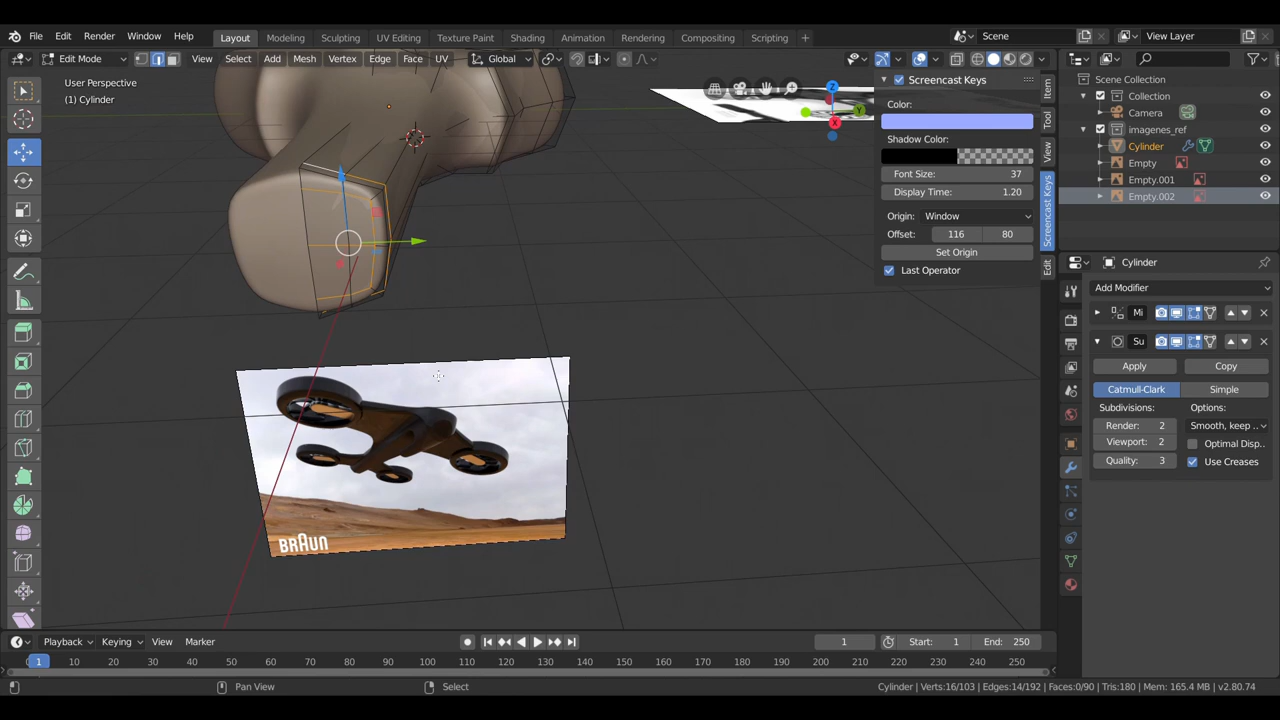 File Edit Render Window Help
Layout Modeling Sculpting UV Editing Texture Paint Shading Animation Rendering Compositing Scripting +
Scene
View Layer
Edit Mode
View Select Add Mesh Vertex Edge Face UV
Global
User Perspective
(1) Cylinder
Z
Y
X
Screencast Keys
Color:
Shadow Color:
Font Size: 37
Display Time: 1.20
Origin: Window
Offset: 116 80
Set Origin
Last Operator
Item
Tool
View
Screencast Keys
Edit
Scene Collection
Collection
Camera
imagenes_ref
Cylinder
Empty
Empty.001
Empty.002
Cylinder
Add Modifier
Mi
Su
Apply Copy
Catmull-Clark Simple
Subdivisions: Options:
Render: 2 Smooth, keep ..
Viewport: 2 Optimal Disp..
Quality: 3 Use Creases
BRAUN
Playback Keying View Marker
1 Start: 1 End: 250
1 10 20 30 40 50 60 70 80 90 100 110 120 130 140 150 160 170 180 190 200 210 220 230 240 250
Pan View
Select
Cylinder | Verts:16/103 | Edges:14/192 | Faces:0/90 | Tris:180 | Mem: 165.4 MB | v2.80.74